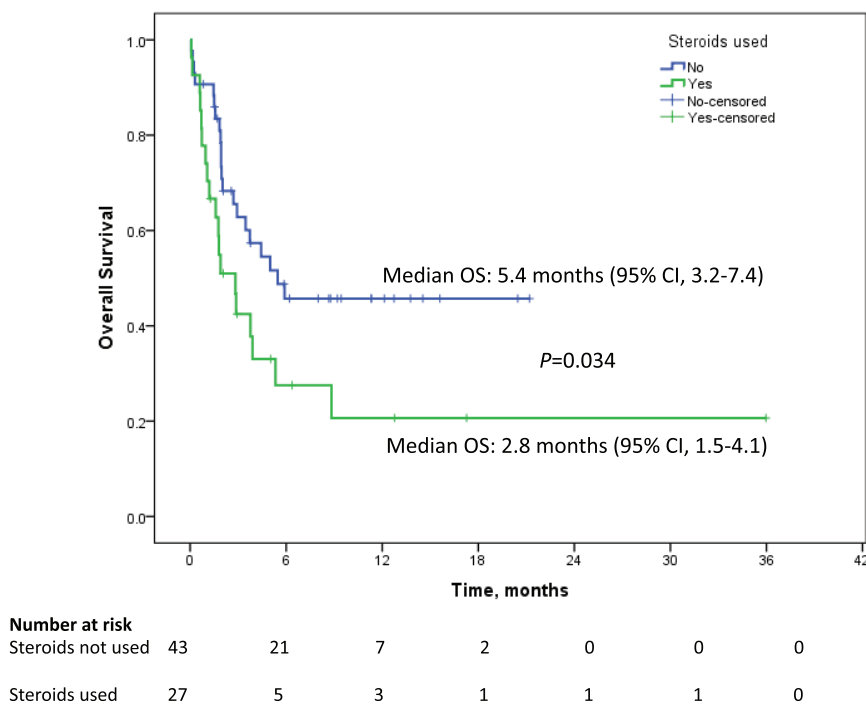 Steroids used
No
Yes
No-censored
Yes-censored
1.0
0.8
0.6
0.4
0.2
0.0
Overall Survival
Median OS: 5.4 months (95% CI, 3.2-7.4)
P=0.034
Median OS: 2.8 months (95% CI, 1.5-4.1)
0 6 12 18 24 30 36 42
Time, months
Number at risk
Steroids not used 43 21 7 2 0 0 0
Steroids used 27 5 3 1 1 1 0